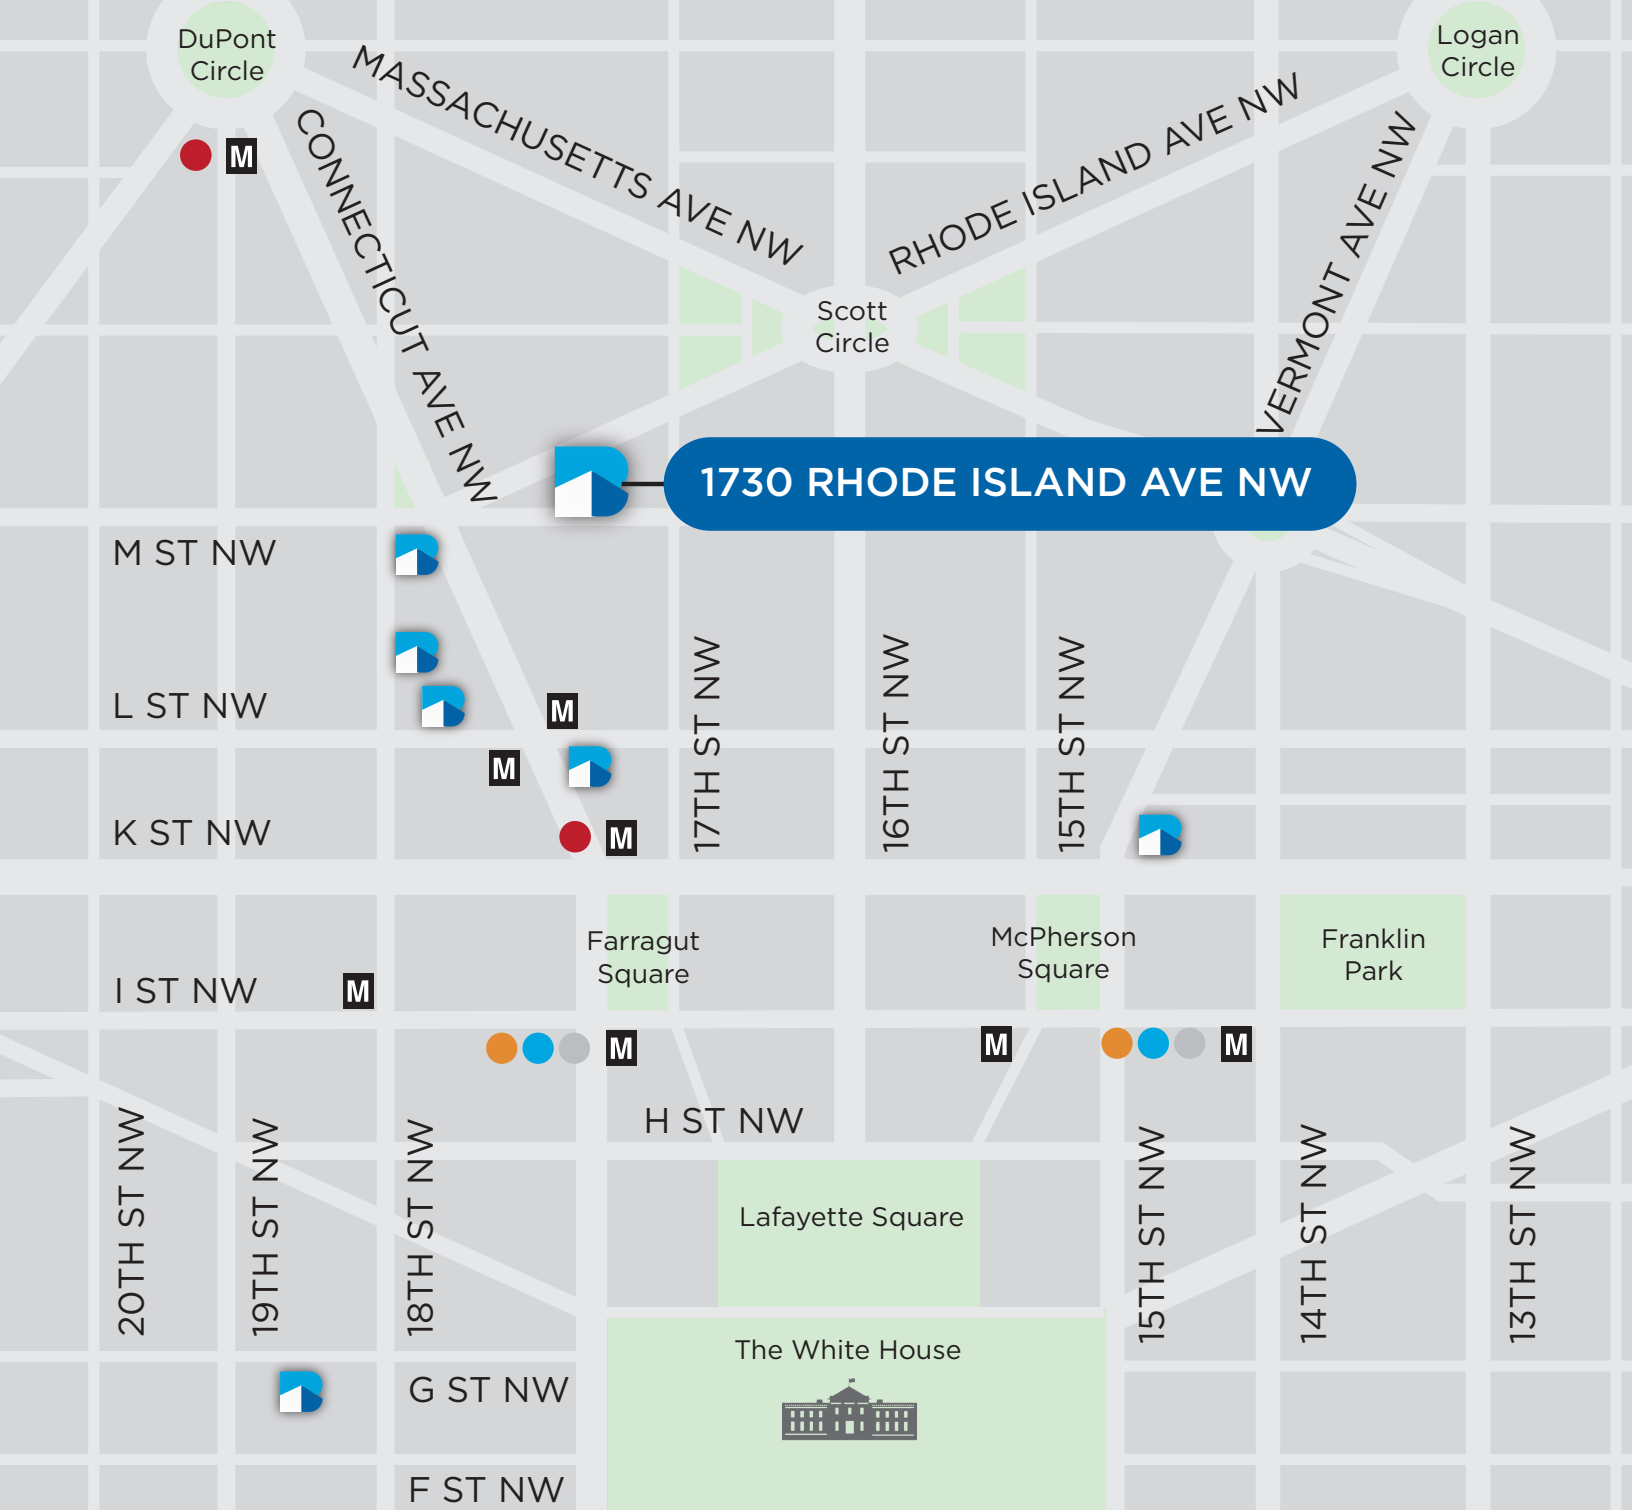 DuPont
Circle
Logan
Circle
MASSACHUSETTS AVE NW
RHODE ISLAND AVE NW
CONNECTICUT AVE NW
VERMONT AVE NW
M
Scott
Circle
1730 RHODE ISLAND AVE NW
M ST NW
L ST NW
M
M
K ST NW
M
17TH ST NW
16TH ST NW
15TH ST NW
Farragut
Square
McPherson
Square
Franklin
Park
I ST NW
M
M
M
M
H ST NW
20TH ST NW
19TH ST NW
18TH ST NW
Lafayette Square
15TH ST NW
14TH ST NW
13TH ST NW
The White House
G ST NW
F ST NW